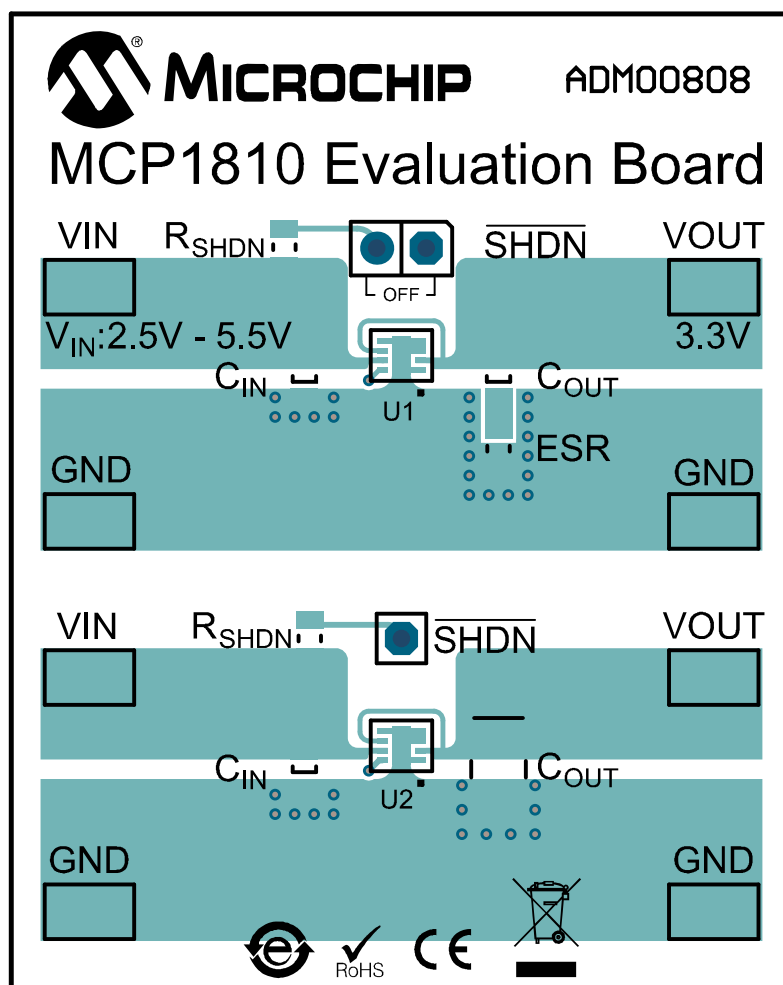 MICROCHIP ® ADM00808
MCP1810 Evaluation Board
VIN RSHDN SHDN VOUT
OFF
VIN:2.5V - 5.5V 3.3V
CIN COUT
U1
ESR
GND GND
VIN RSHDN SHDN VOUT
CIN COUT
U2
GND GND
e RoHS CE